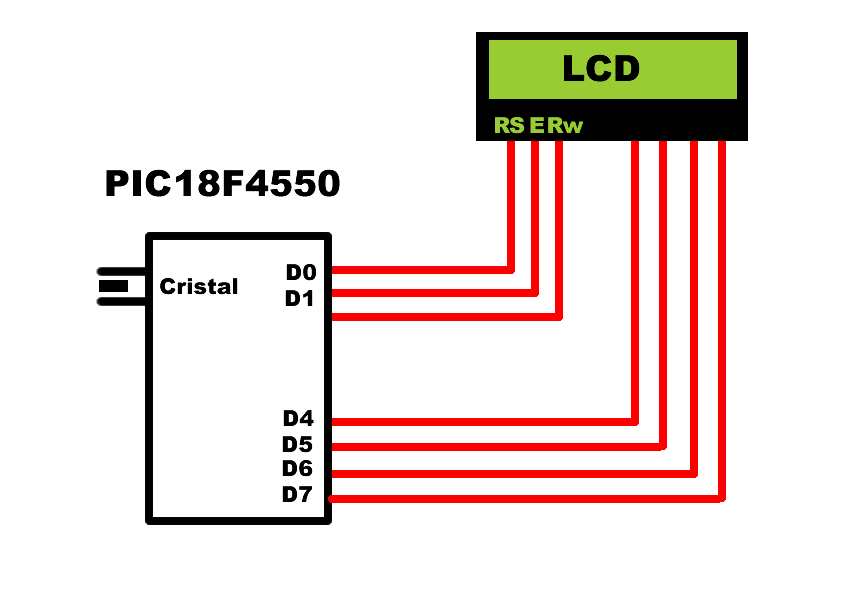 LCD
RS E Rw
PIC18F4550
Cristal
D0
D1
D4
D5
D6
D7